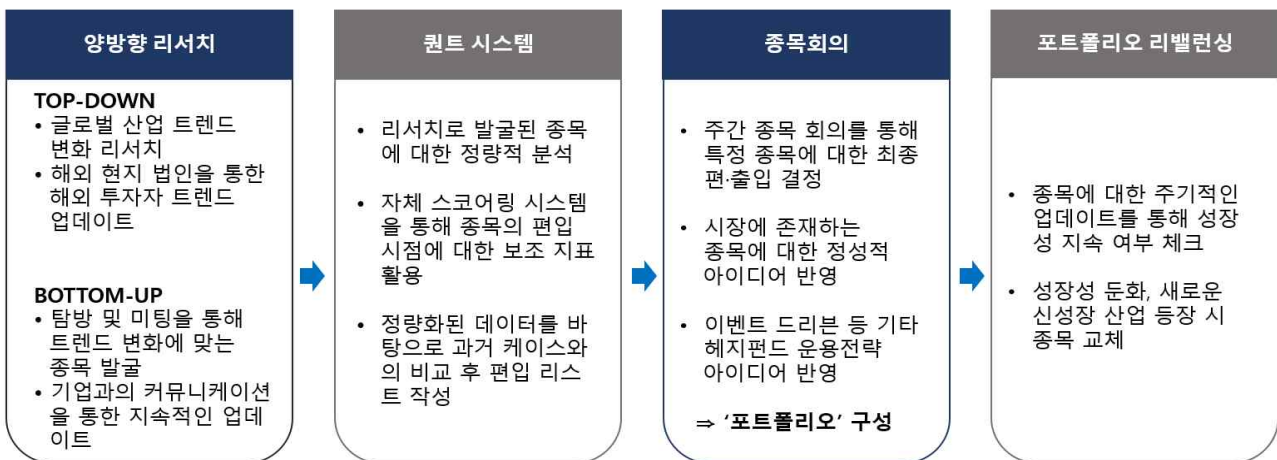 양방향 리서치
TOP-DOWN
• 글로벌 산업 트렌드
변화 리서치
• 해외 현지 법인을 통한
해외 투자자 트렌드
업데이트
BOTTOM-UP
• 탐방 및 미팅을 통해
트렌드 변화에 맞는
종목 발굴
• 기업과의 커뮤니케이션
을 통한 지속적인 업데
이트
퀀트 시스템
• 리서치로 발굴된 종목
에 대한 정량적 분석
• 자체 스코어링 시스템
을 통해 종목의 편입
시점에 대한 보조 지표
활용
• 정량화된 데이터를 바
탕으로 과거 케이스와
의 비교 후 편입 리스
트 작성
종목회의
• 주간 종목 회의를 통해
특정 종목에 대한 최종
편·출입 결정
• 시장에 존재하는
종목에 대한 정성적
아이디어 반영
• 이벤트 드리븐 등 기타
헤지펀드 운용전략
아이디어 반영
⇒ ‘포트폴리오’ 구성
포트폴리오 리밸런싱
• 종목에 대한 주기적인
업데이트를 통해 성장
성 지속 여부 체크
• 성장성 둔화, 새로운
신성장 산업 등장 시
종목 교체